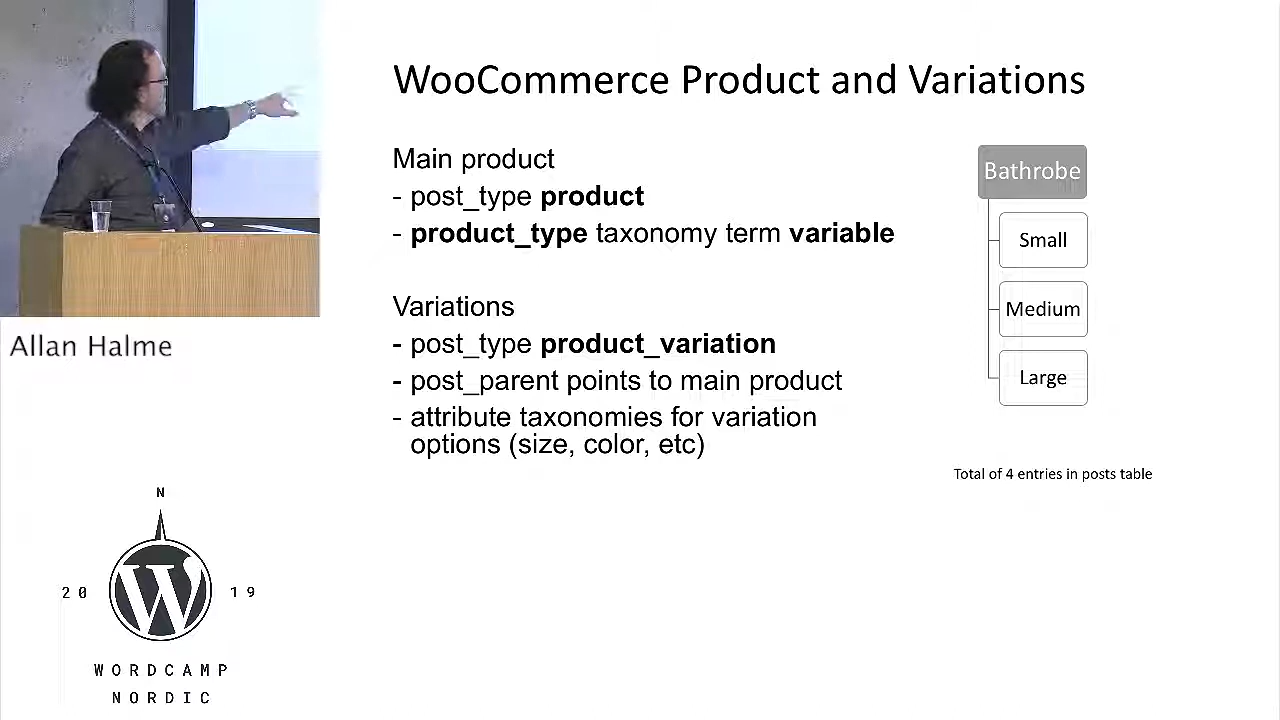 WooCommerce Product and Variations
Main product
- post_type product
- product_type taxonomy term variable
Variations
- post_type product_variation
- post_parent points to main product
- attribute taxonomies for variation
options (size, color, etc)
Bathrobe
Small
Medium
Large
Total of 4 entries in posts table
Allan Halme
N
20 19
WORDCAMP
NORDIC